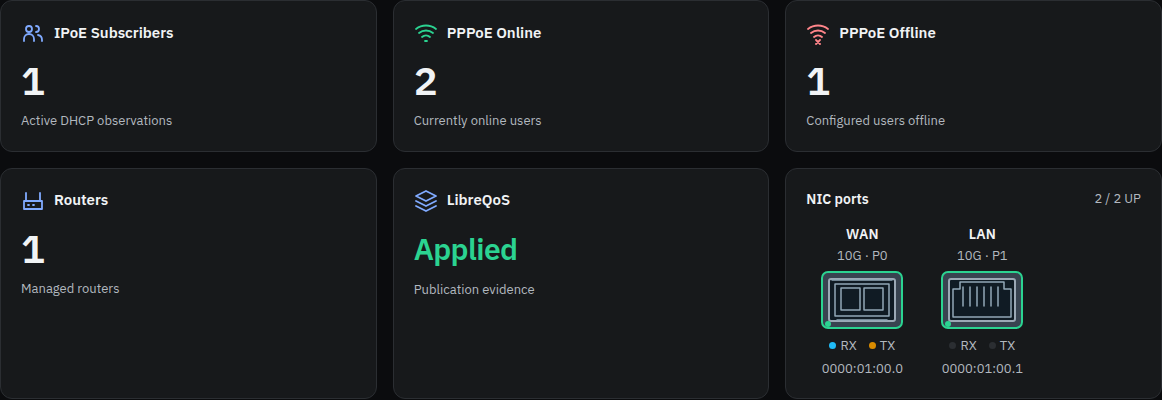 IPoE Subscribers
1
Active DHCP observations
PPPoE Online
2
Currently online users
PPPoE Offline
1
Configured users offline
Routers
1
Managed routers
LibreQoS
Applied
Publication evidence
NIC ports
2 / 2 UP
WAN
10G · P0
RX TX
0000:01:00.0
LAN
10G · P1
RX TX
0000:01:00.1